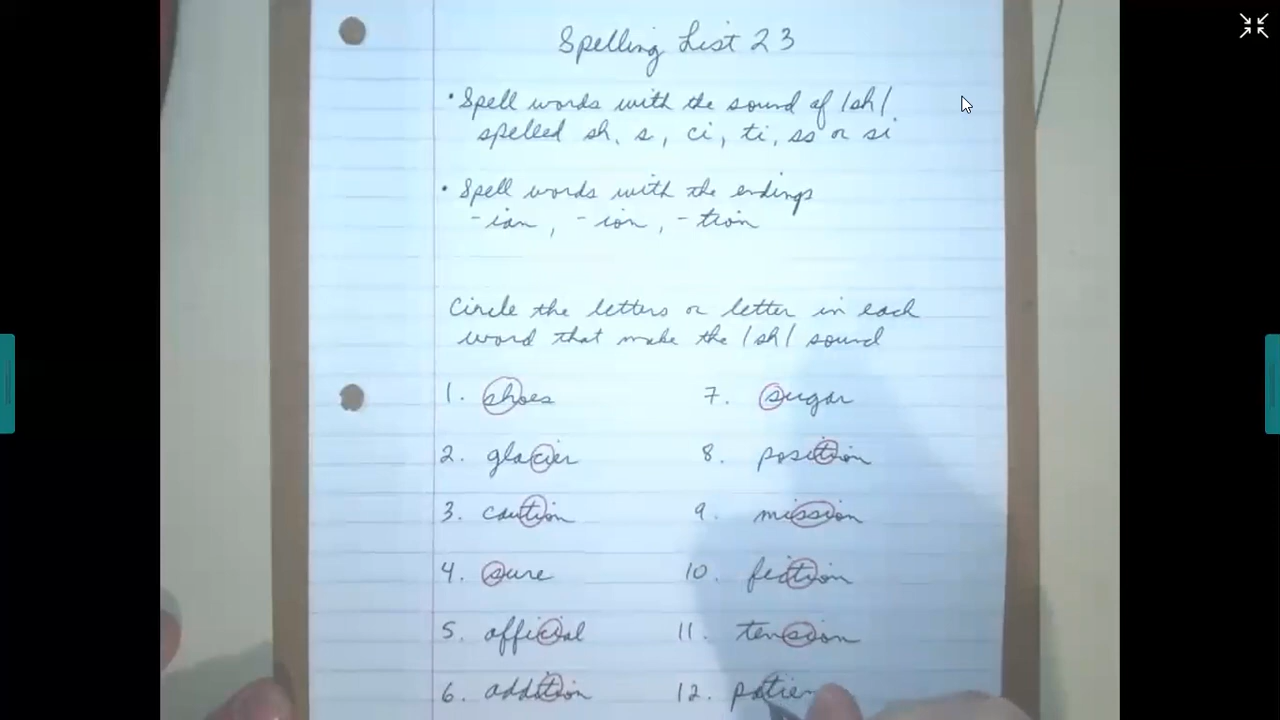 Spelling List 23
• Spell words with the sound of /sh/
spelled sh, s, ci, ti, ss or si
• Spell words with the endings
-ian, -ion, -tion
Circle the letters or letter in each
word that make the /sh/ sound
1. shoes
2. glacier
3. caution
4. sure
5. official
6. addition
7. sugar
8. position
9. mission
10. fiction
11. tension
12. patien